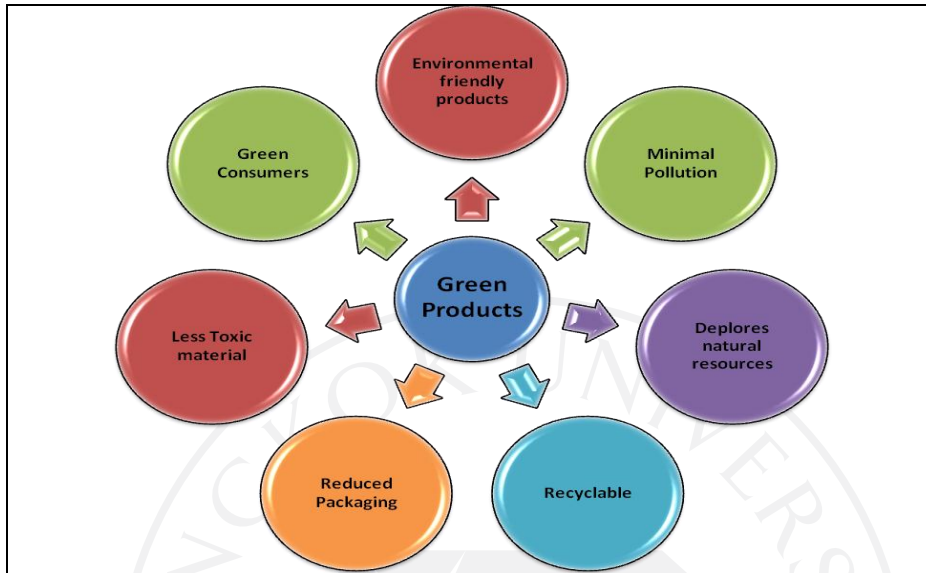 Environmental
friendly
products
Minimal
Pollution
Deplores
natural
resources
Recyclable
Reduced
Packaging
Less Toxic
material
Green
Consumers
Green
Products